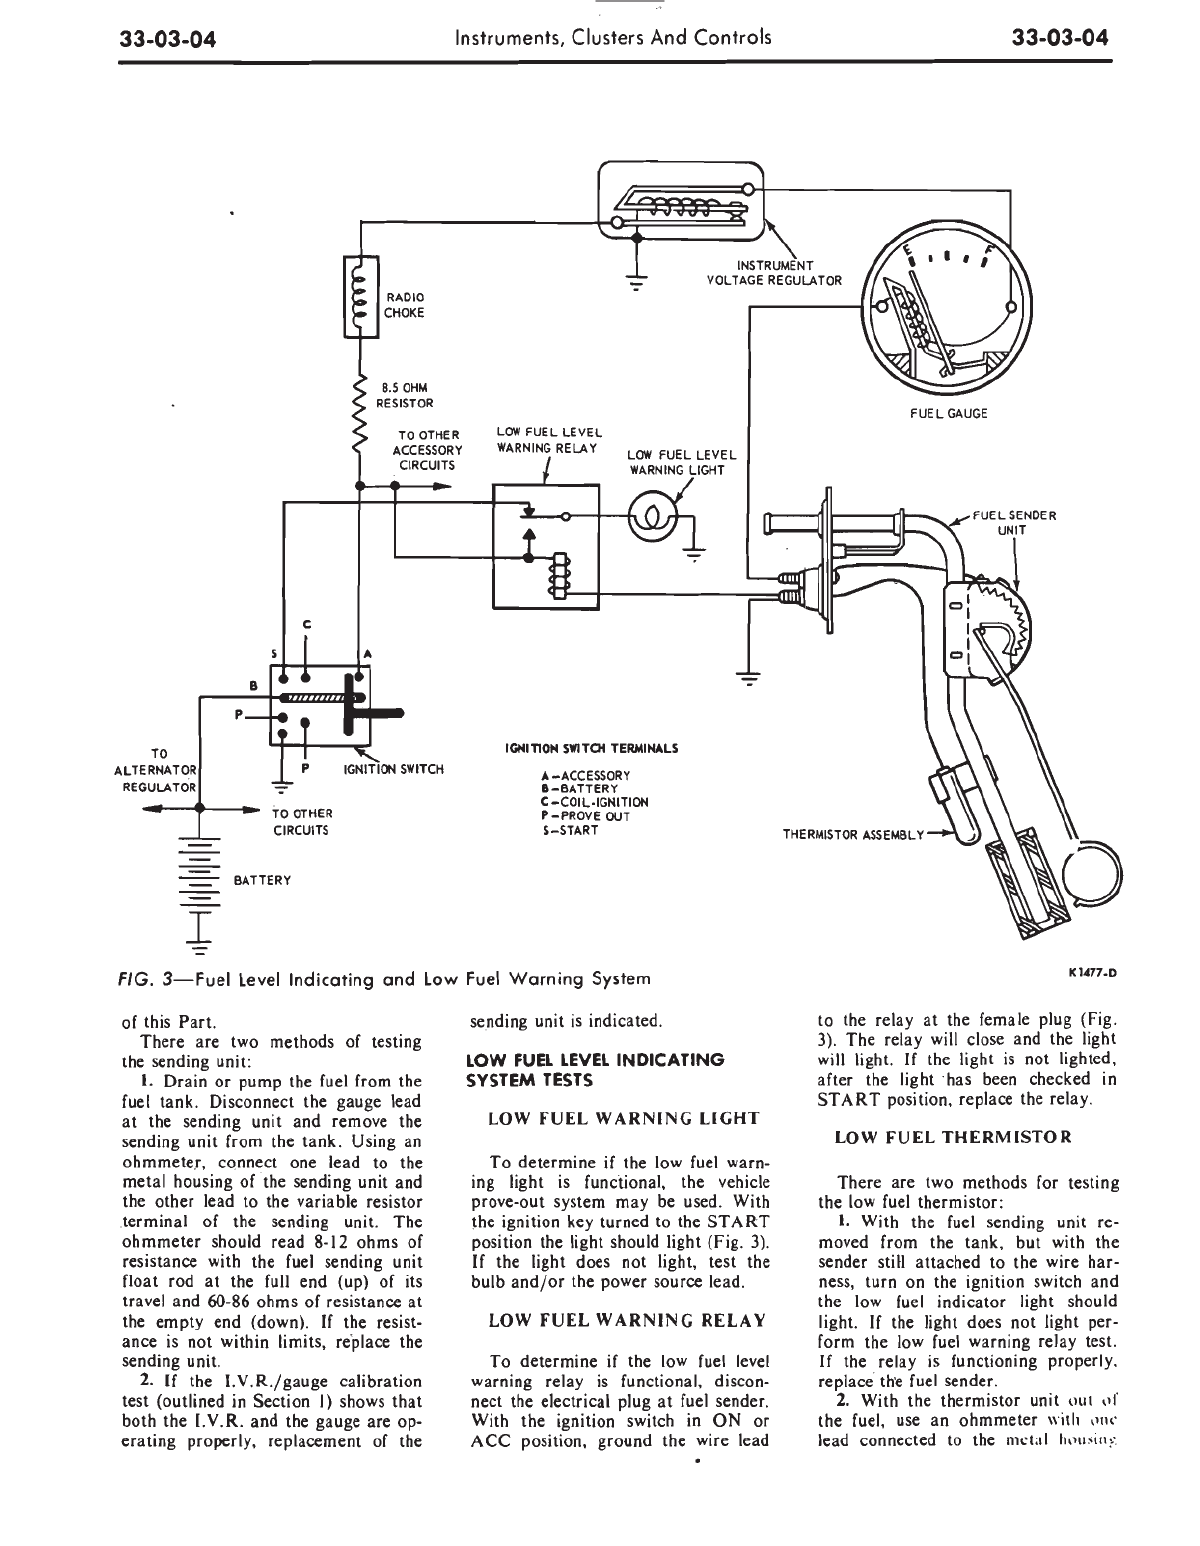 33-03-04
Instruments, Clusters And Controls
33-03-04
INSTRUMENT
VOLTAGE REGULATOR
RADIO
CHOKE
E
F
FUEL GAUGE
8.5 OHM
RESISTOR
TO OTHER
ACCESSORY
CIRCUITS
LOW FUEL LEVEL
WARNING RELAY
LOW FUEL LEVEL
WARNING LIGHT
FUEL SENDER
UNIT
C
S
A
B
P
P
IGNITION SWITCH
TO
ALTERNATOR
REGULATOR
TO OTHER
CIRCUITS
BATTERY
IGNITION SWITCH TERMINALS
A-ACCESSORY
B-BATTERY
C-COIL-IGNITION
P-PROVE OUT
S-START
THERMISTOR ASSEMBLY
K1477-D
FIG. 3—Fuel Level Indicating and Low Fuel Warning System
of this Part.
There are two methods of testing
the sending unit:
1. Drain or pump the fuel from the
fuel tank. Disconnect the gauge lead
at the sending unit and remove the
sending unit from the tank. Using an
ohmmeter, connect one lead to the
metal housing of the sending unit and
the other lead to the variable resistor
terminal of the sending unit. The
ohmmeter should read 8-12 ohms of
resistance with the fuel sending unit
float rod at the full end (up) of its
travel and 60-86 ohms of resistance at
the empty end (down). If the resist-
ance is not within limits, replace the
sending unit.
2. If the I.V.R./gauge calibration
test (outlined in Section 1) shows that
both the I.V.R. and the gauge are op-
erating properly, replacement of the
sending unit is indicated.
LOW FUEL LEVEL INDICATING
SYSTEM TESTS
LOW FUEL WARNING LIGHT
To determine if the low fuel warn-
ing light is functional, the vehicle
prove-out system may be used. With
the ignition key turned to the START
position the light should light (Fig. 3).
If the light does not light, test the
bulb and/or the power source lead.
LOW FUEL WARNING RELAY
To determine if the low fuel level
warning relay is functional, discon-
nect the electrical plug at fuel sender.
With the ignition switch in ON or
ACC position, ground the wire lead
to the relay at the female plug (Fig.
3). The relay will close and the light
will light. If the light is not lighted,
after the light has been checked in
START position, replace the relay.
LOW FUEL THERMISTOR
There are two methods for testing
the low fuel thermistor:
1. With the fuel sending unit re-
moved from the tank, but with the
sender still attached to the wire har-
ness, turn on the ignition switch and
the low fuel indicator light should
light. If the light does not light per-
form the low fuel warning relay test.
If the relay is functioning properly,
replace the fuel sender.
2. With the thermistor unit out of
the fuel, use an ohmmeter with one
lead connected to the metal housing.